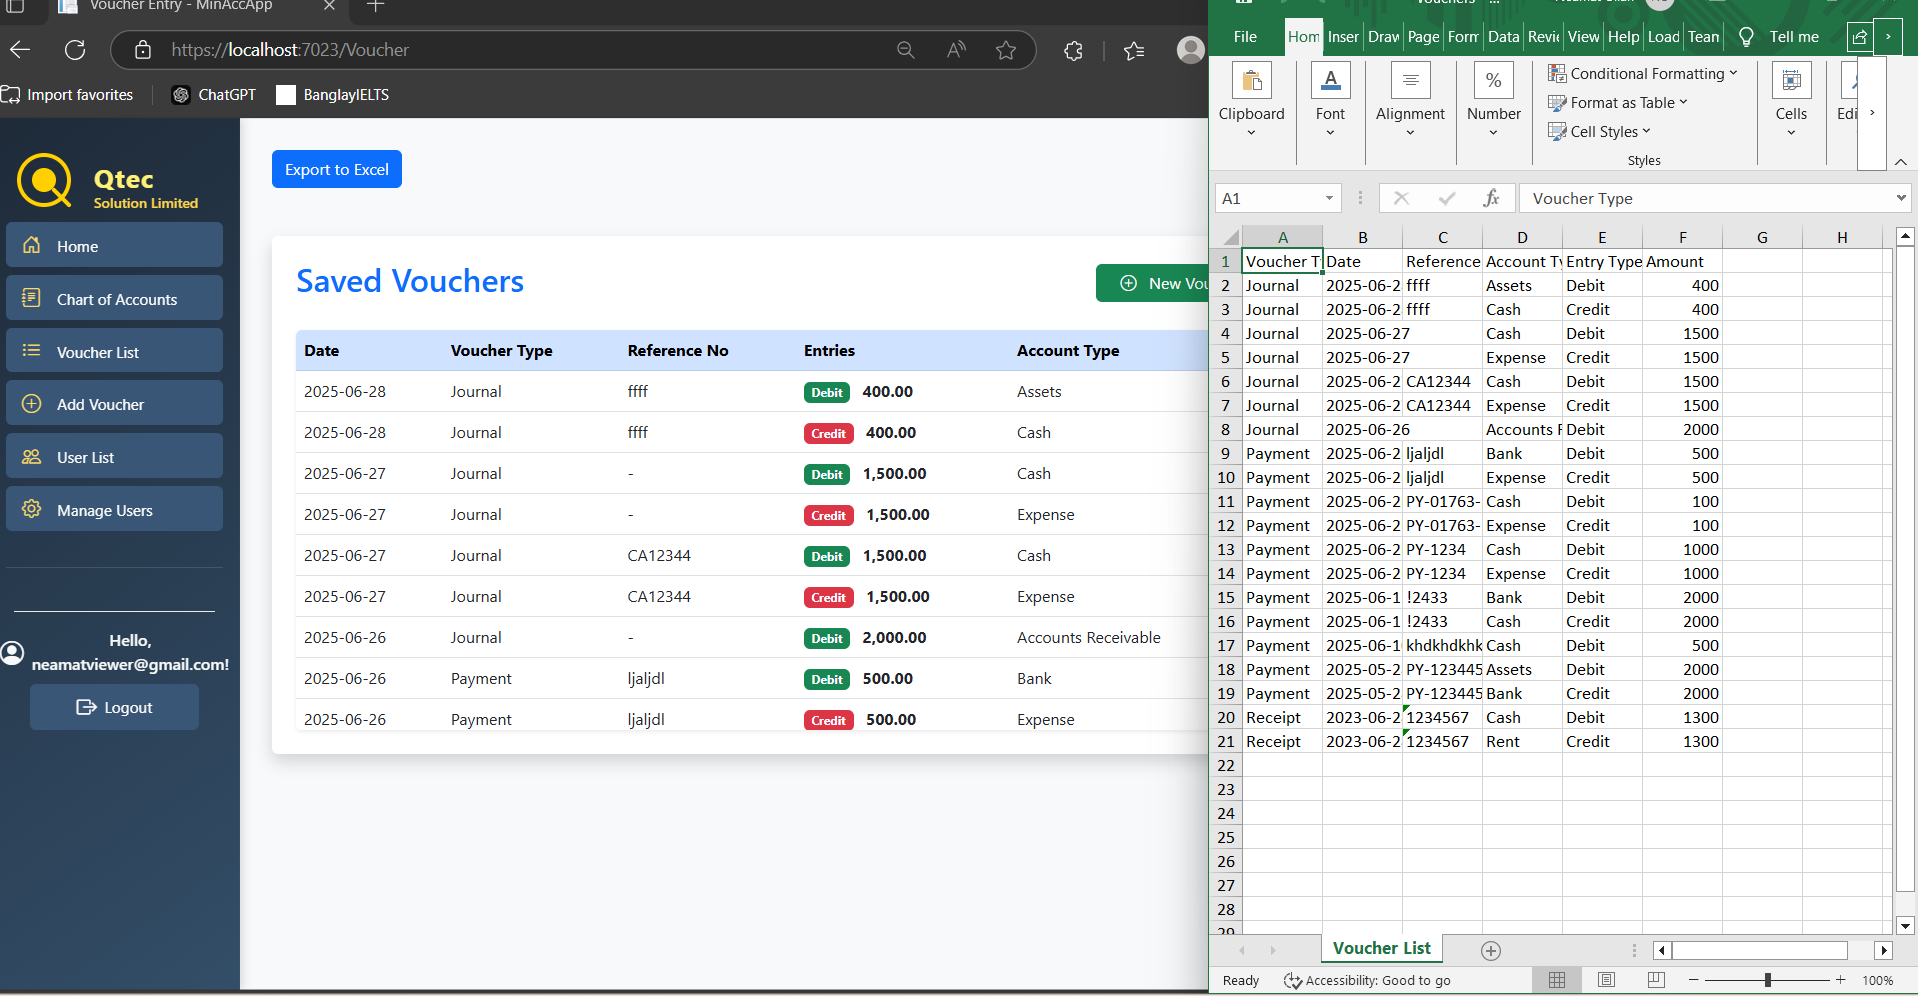 Voucher Entry - MinAccApp
https://localhost:7023/Voucher
Import favorites
ChatGPT
BanglayIELTS
Qtec
Solution Limited
Home
Chart of Accounts
Voucher List
Add Voucher
User List
Manage Users
Hello,
neamatviewer@gmail.com!
Logout
Export to Excel
Saved Vouchers
New Vou
Date Voucher Type Reference No Entries Account Type
2025-06-28 Journal ffff Debit 400.00 Assets
2025-06-28 Journal ffff Credit 400.00 Cash
2025-06-27 Journal - Debit 1,500.00 Cash
2025-06-27 Journal - Credit 1,500.00 Expense
2025-06-27 Journal CA12344 Debit 1,500.00 Cash
2025-06-27 Journal CA12344 Credit 1,500.00 Expense
2025-06-26 Journal - Debit 2,000.00 Accounts Receivable
2025-06-26 Payment ljaljdl Debit 500.00 Bank
2025-06-26 Payment ljaljdl Credit 500.00 Expense
File Hom Inser Draw Page Form Data Revie View Help Load Team Tell me
Clipboard Font Alignment Number
Conditional Formatting
Format as Table
Cell Styles
Styles
Cells
Edi
A1 fx Voucher Type
A B C D E F G H
1 Voucher Ty Date Reference Account Ty Entry Type Amount
2 Journal 2025-06-2 ffff Assets Debit 400
3 Journal 2025-06-2 ffff Cash Credit 400
4 Journal 2025-06-27 Cash Debit 1500
5 Journal 2025-06-27 Expense Credit 1500
6 Journal 2025-06-2 CA12344 Cash Debit 1500
7 Journal 2025-06-2 CA12344 Expense Credit 1500
8 Journal 2025-06-26 Accounts R Debit 2000
9 Payment 2025-06-2 ljaljdl Bank Debit 500
10 Payment 2025-06-2 ljaljdl Expense Credit 500
11 Payment 2025-06-2 PY-01763- Cash Debit 100
12 Payment 2025-06-2 PY-01763- Expense Credit 100
13 Payment 2025-06-2 PY-1234 Cash Debit 1000
14 Payment 2025-06-2 PY-1234 Expense Credit 1000
15 Payment 2025-06-1 !2433 Bank Debit 2000
16 Payment 2025-06-1 !2433 Cash Credit 2000
17 Payment 2025-06-1 khdkhdkhk Cash Debit 500
18 Payment 2025-05-2 PY-123445 Assets Debit 2000
19 Payment 2025-05-2 PY-123445 Bank Credit 2000
20 Receipt 2023-06-2 1234567 Cash Debit 1300
21 Receipt 2023-06-2 1234567 Rent Credit 1300
22
23
24
25
26
27
28
29
Voucher List
Ready Accessibility: Good to go 100%